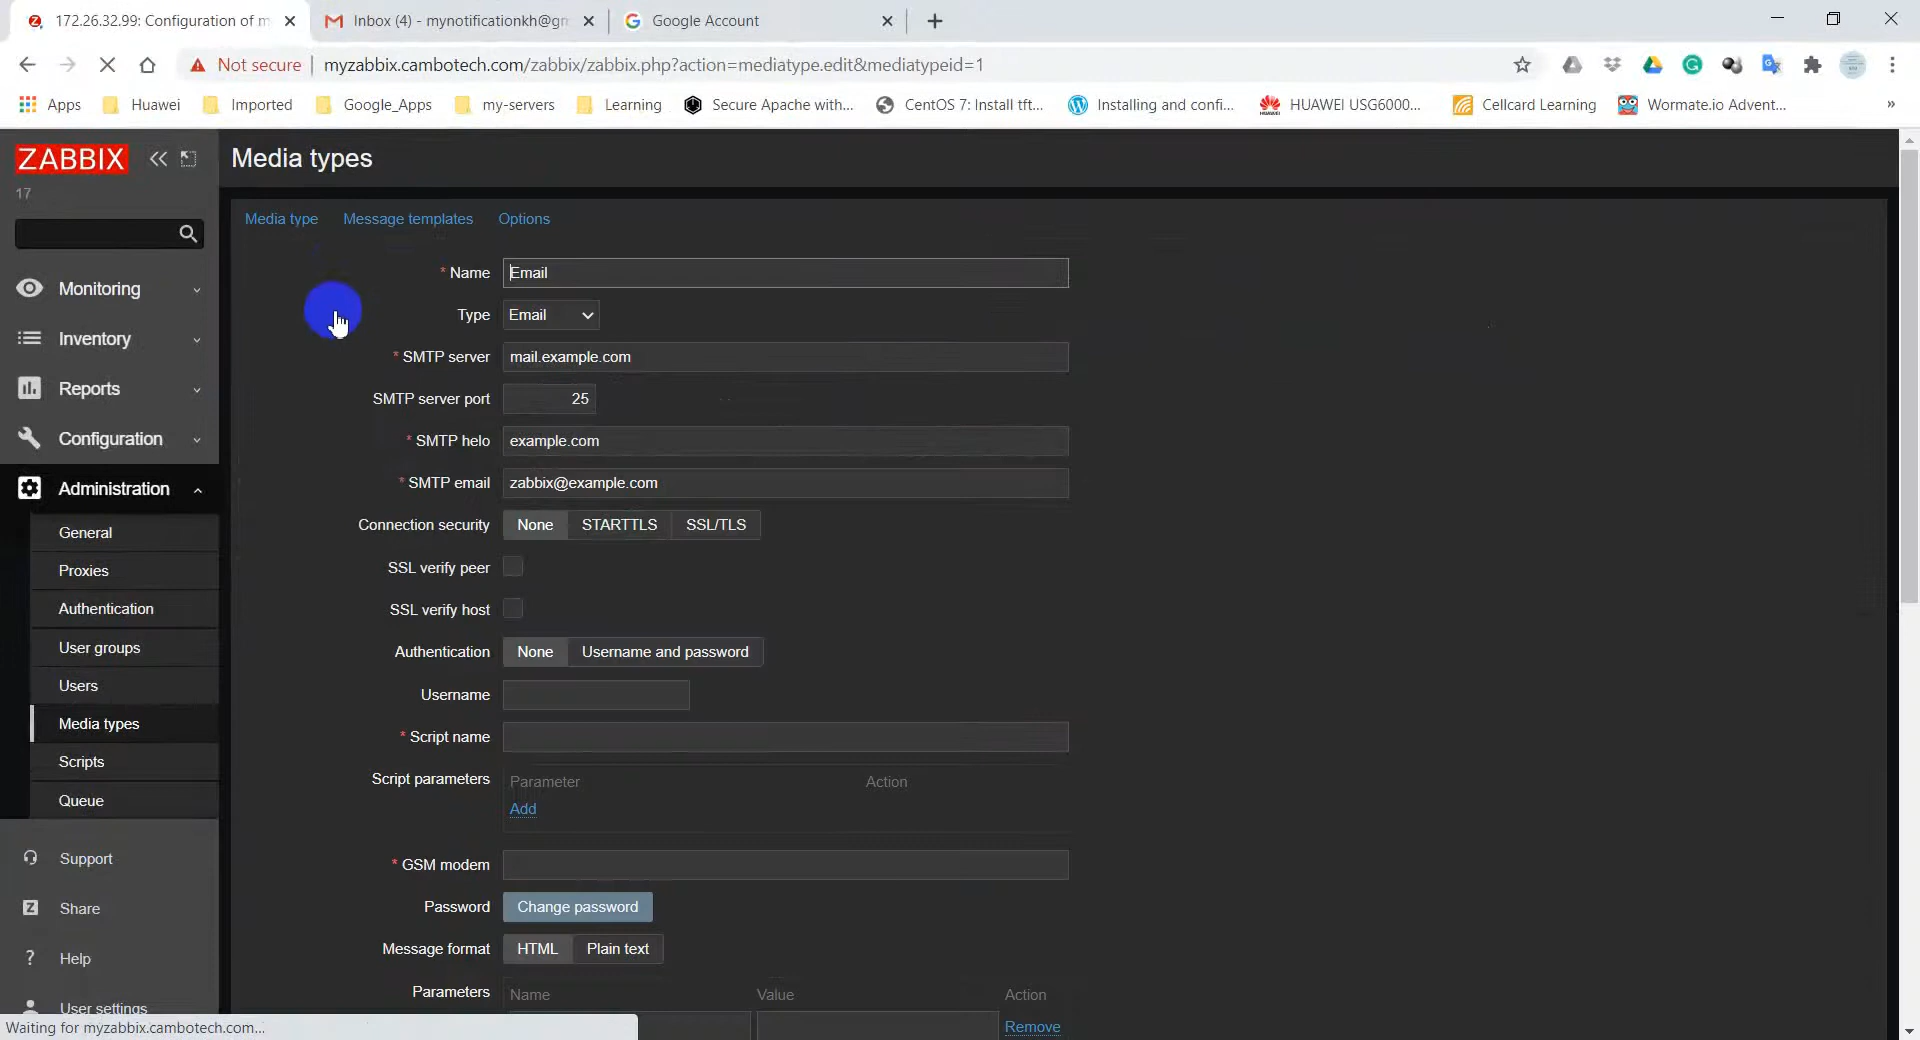 172.26.32.99: Configuration of m
Inbox (4) - mynotificationkh@gm
Google Account
Not secure
myzabbix.cambotech.com/zabbix/zabbix.php?action=mediatype.edit&mediatypeid=1
Apps
Huawei
Imported
Google_Apps
my-servers
Learning
Secure Apache with...
CentOS 7: Install tft...
Installing and confi...
HUAWEI USG6000...
Cellcard Learning
Wormate.io Advent...
»
ZABBIX
Media types
17
Media type
Message templates
Options
Monitoring
Inventory
Reports
Configuration
Administration
General
Proxies
Authentication
User groups
Users
Media types
Scripts
Queue
Support
Share
Help
User settings
* Name Email
Type Email
* SMTP server mail.example.com
SMTP server port 25
* SMTP helo example.com
* SMTP email zabbix@example.com
Connection security None STARTTLS SSL/TLS
SSL verify peer
SSL verify host
Authentication None Username and password
Username
* Script name
Script parameters Parameter Action
Add
* GSM modem
Password Change password
Message format HTML Plain text
Parameters Name Value Action
Remove
Waiting for myzabbix.cambotech.com...